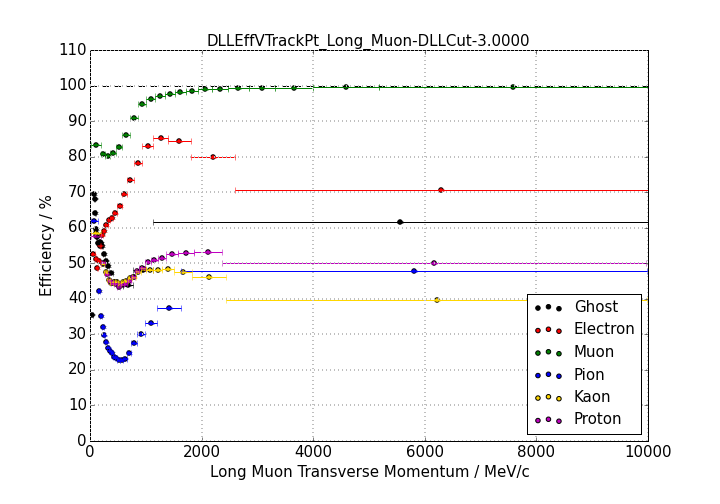 DLLEffVTrackPt_Long_Muon-DLLCut-3.0000
110
100
90
80
70
60
50
40
30
20
10
0
Efficiency / %
Ghost
Electron
Muon
Pion
Kaon
Proton
0 2000 4000 6000 8000 10000
Long Muon Transverse Momentum / MeV/c